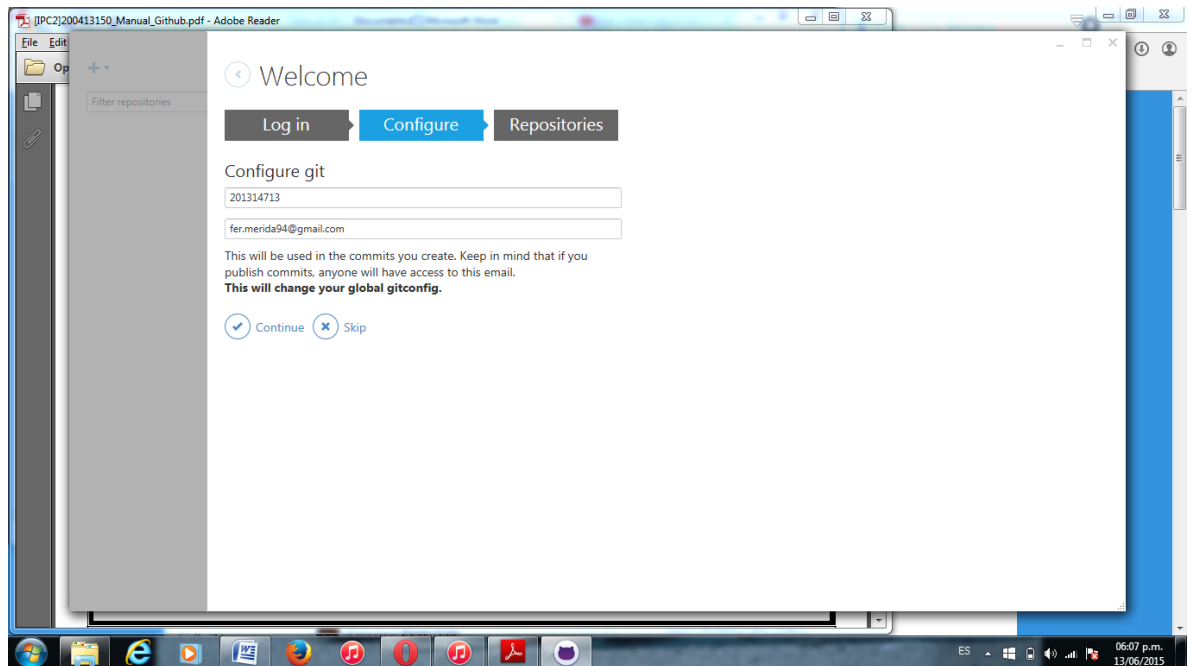 [IPC2]200413150_Manual_Github.pdf - Adobe Reader
File Edit
Op
Filter repositories
Welcome
Log in Configure Repositories
Configure git
201314713
fer.merida94@gmail.com
This will be used in the commits you create. Keep in mind that if you
publish commits, anyone will have access to this email.
This will change your global gitconfig.
Continue Skip
ES 06:07 p.m.
13/06/2015